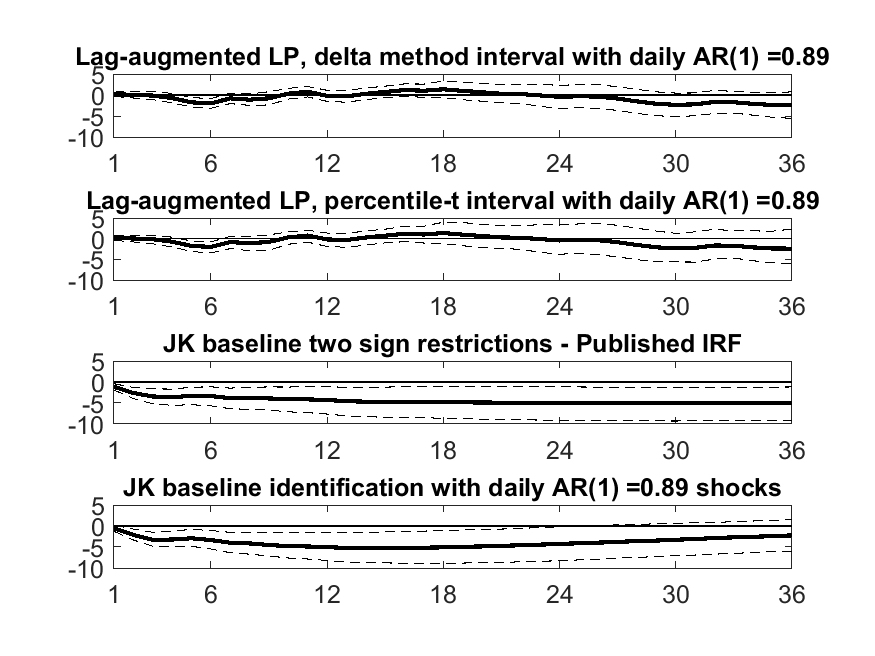 Lag-augmented LP, delta method interval with daily AR(1) =0.89
5
0
-5
-10
1 6 12 18 24 30 36
Lag-augmented LP, percentile-t interval with daily AR(1) =0.89
5
0
-5
-10
1 6 12 18 24 30 36
JK baseline two sign restrictions - Published IRF
5
0
-5
-10
1 6 12 18 24 30 36
JK baseline identification with daily AR(1) =0.89 shocks
5
0
-5
-10
1 6 12 18 24 30 36